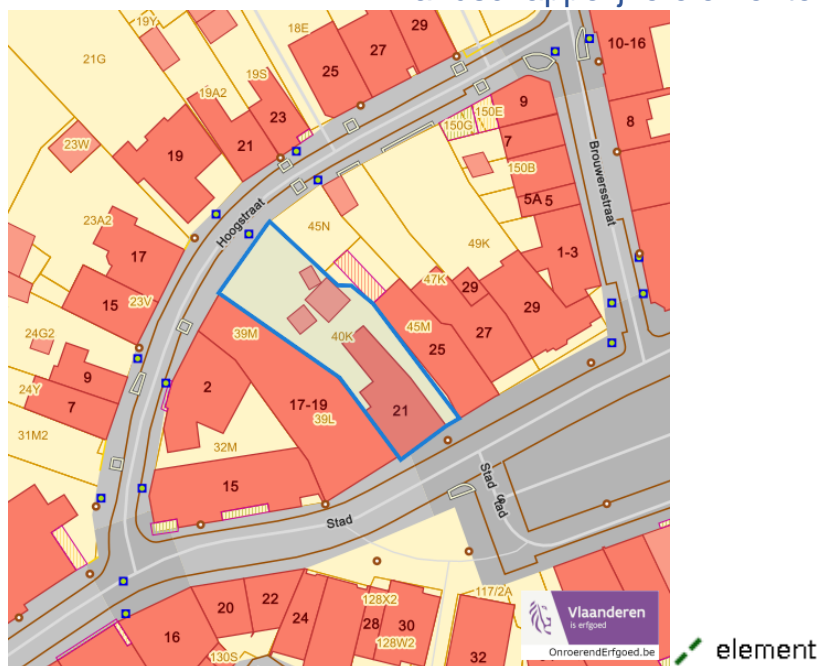 19Y
18E
29
27
25
10-16
21G
19S
19A2
23
9
150E
150G
8
23W
21
7
19
150B
Brouwersstraat
5A 5
Hoogstraat
23A2
45N
17
49K
1-3
47K
29
15
23V
29
24G2
39M
40K
45M
27
25
9
2
24Y
7
17-19
21
39L
31M2
32M
15
Stad
Stad
Stad
117/2A
22
128X2
20
24
28
30
16
128W2
130S
32
Vlaanderen
is erfgoed
OnroerendErfgoed.be
element